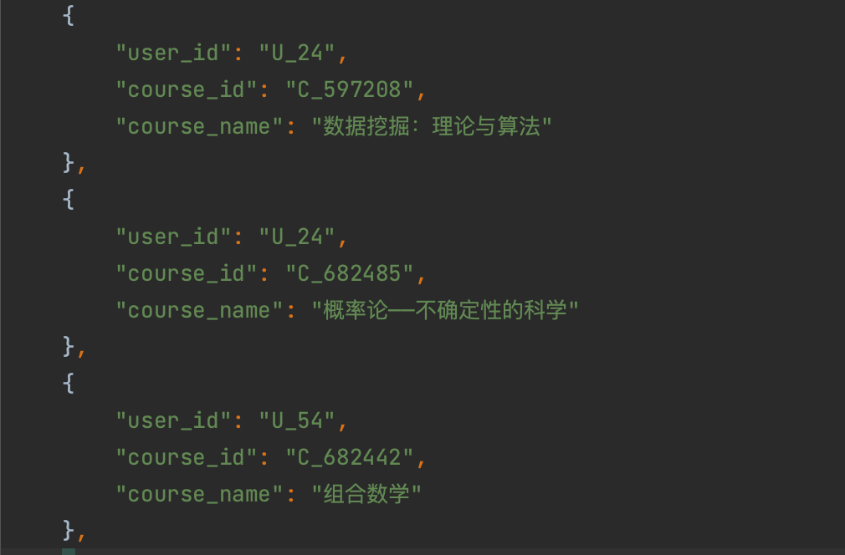 {
"user_id": "U_24",
"course_id": "C_597208",
"course_name": "数据挖掘：理论与算法"
},
{
"user_id": "U_24",
"course_id": "C_682485",
"course_name": "概率论——不确定性的科学"
},
{
"user_id": "U_54",
"course_id": "C_682442",
"course_name": "组合数学"
},